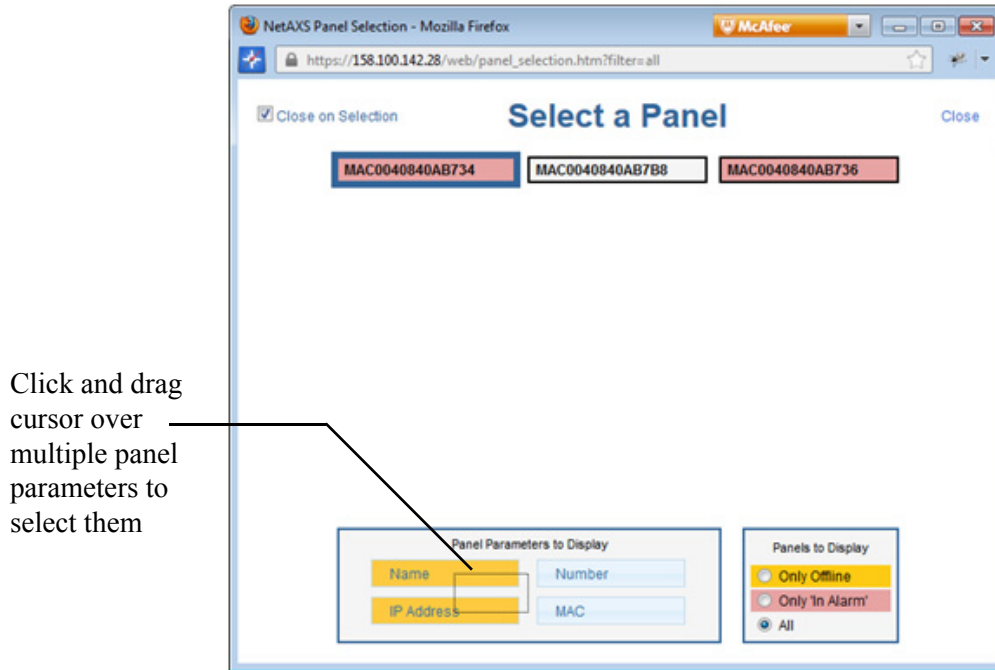 NetAXS Panel Selection - Mozilla Firefox
McAfee
https://158.100.142.28/web/panel_selection.htm?filter=all
Close on Selection
Select a Panel
Close
MAC0040840AB734
MAC0040840AB7B8
MAC0040840AB736
Click and drag
cursor over
multiple panel
parameters to
select them
Panel Parameters to Display
Name
Number
IP Address
MAC
Panels to Display
Only Offline
Only 'In Alarm'
All